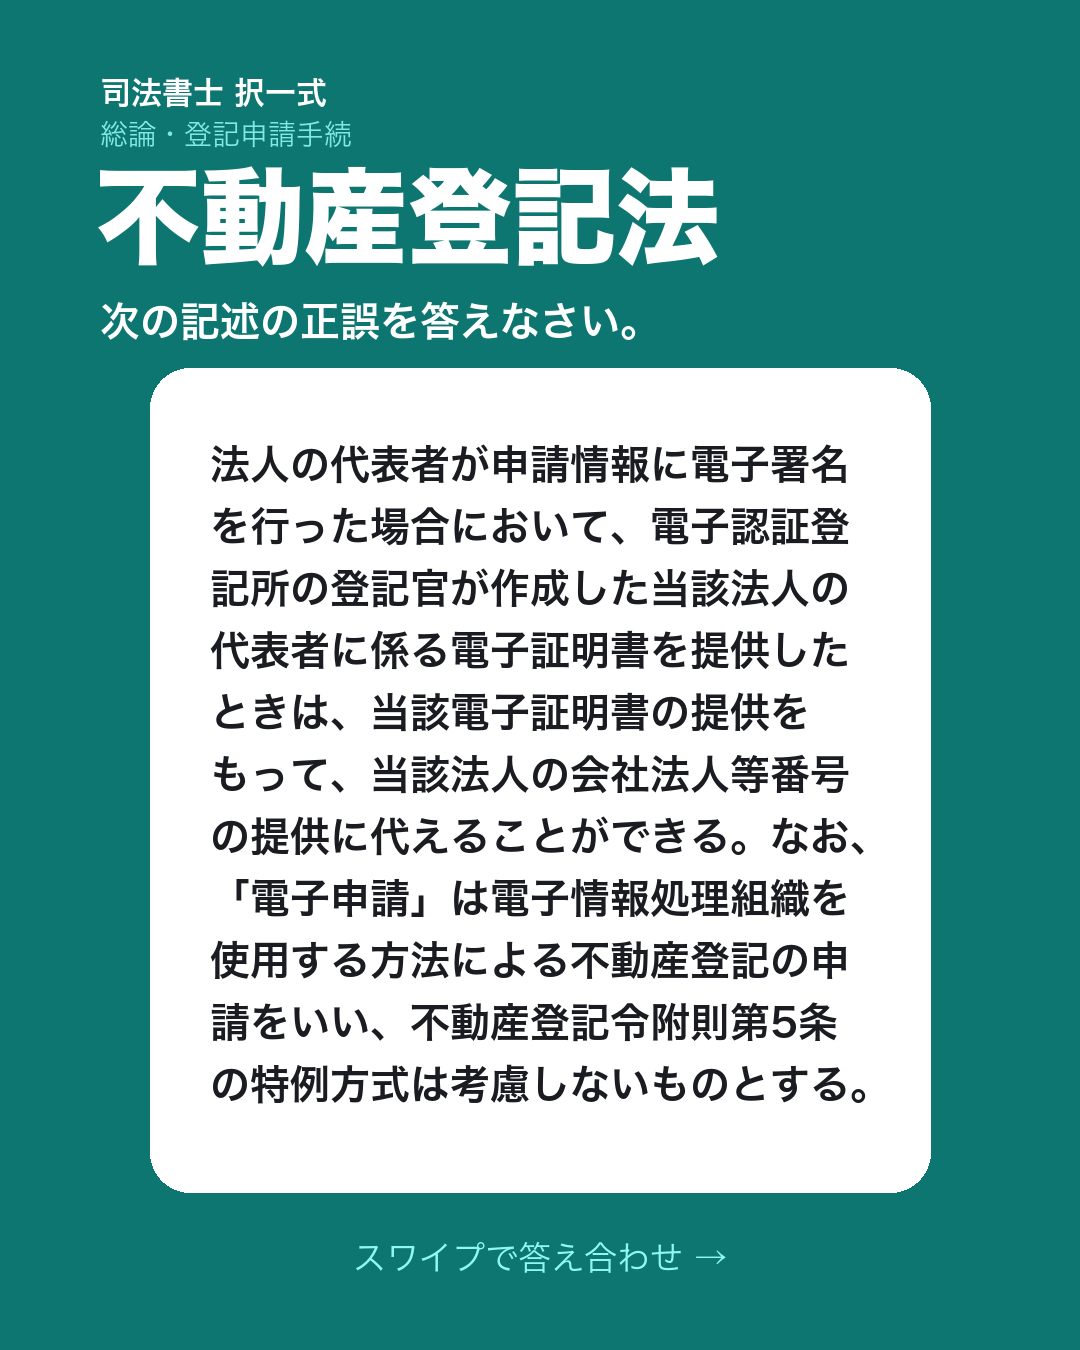 司法書士 択一式
総論・登記申請手続
不動産登記法
次の記述の正誤を答えなさい。
法人の代表者が申請情報に電子署名
を行った場合において、電子認証登
記所の登記官が作成した当該法人の
代表者に係る電子証明書を提供した
ときは、当該電子証明書の提供を
もって、当該法人の会社法人等番号
の提供に代えることができる。なお、
「電子申請」は電子情報処理組織を
使用する方法による不動産登記の申
請をいい、不動産登記令附則第5条
の特例方式は考慮しないものとする。
スワイプで答え合わせ →